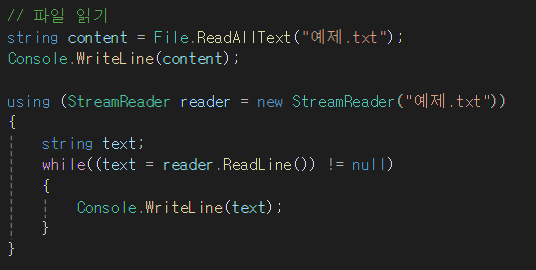 // 파일 읽기
string content = File.ReadAllText("예제.txt");
Console.WriteLine(content);
using (StreamReader reader = new StreamReader("예제.txt"))
{
string text;
while((text = reader.ReadLine()) != null)
{
Console.WriteLine(text);
}
}